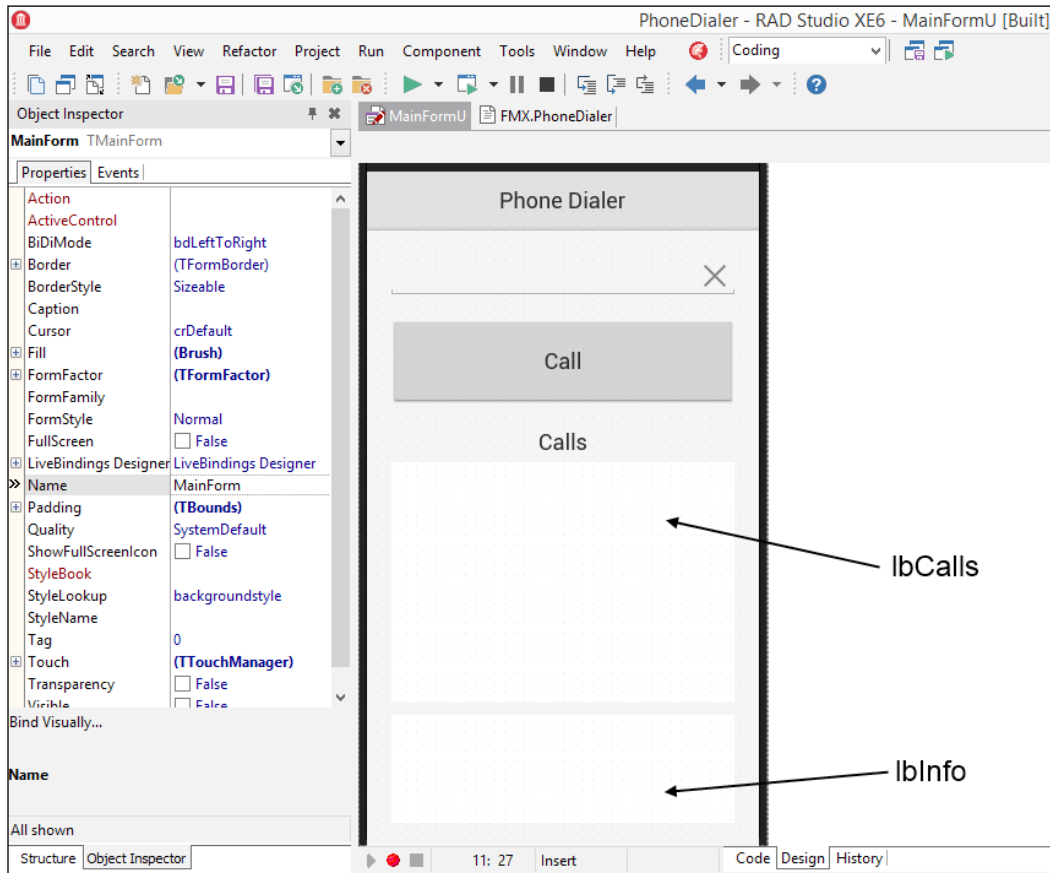 PhoneDialer - RAD Studio XE6 - MainFormU [Built]
File Edit Search View Refactor Project Run Component Tools Window Help Coding
Object Inspector
MainFormU FMX.PhoneDialer
MainForm TMainForm
Properties Events
Action
ActiveControl
BiDiMode bdLeftToRight
Border (TFormBorder)
BorderStyle Sizeable
Caption
Cursor crDefault
Fill (Brush)
FormFactor (TFormFactor)
FormFamily
FormStyle Normal
FullScreen False
LiveBindings Designer LiveBindings Designer
Name MainForm
Padding (TBounds)
Quality SystemDefault
ShowFullScreenIcon False
StyleBook
StyleLookup backgroundstyle
StyleName
Tag 0
Touch (TTouchManager)
Transparency False
Visible False
Bind Visually...
Name
All shown
Structure Object Inspector
Phone Dialer
Call
Calls
lbCalls
lbInfo
11: 27 Insert
Code Design History